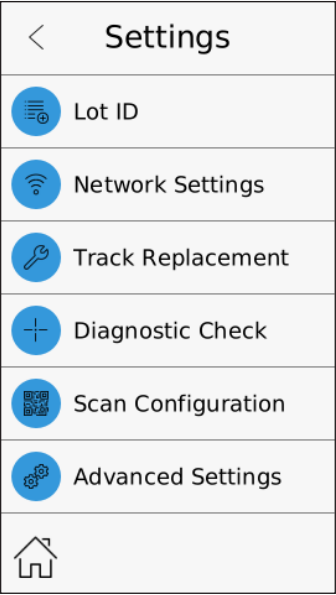 Settings
Lot ID
Network Settings
Track Replacement
Diagnostic Check
Scan Configuration
Advanced Settings